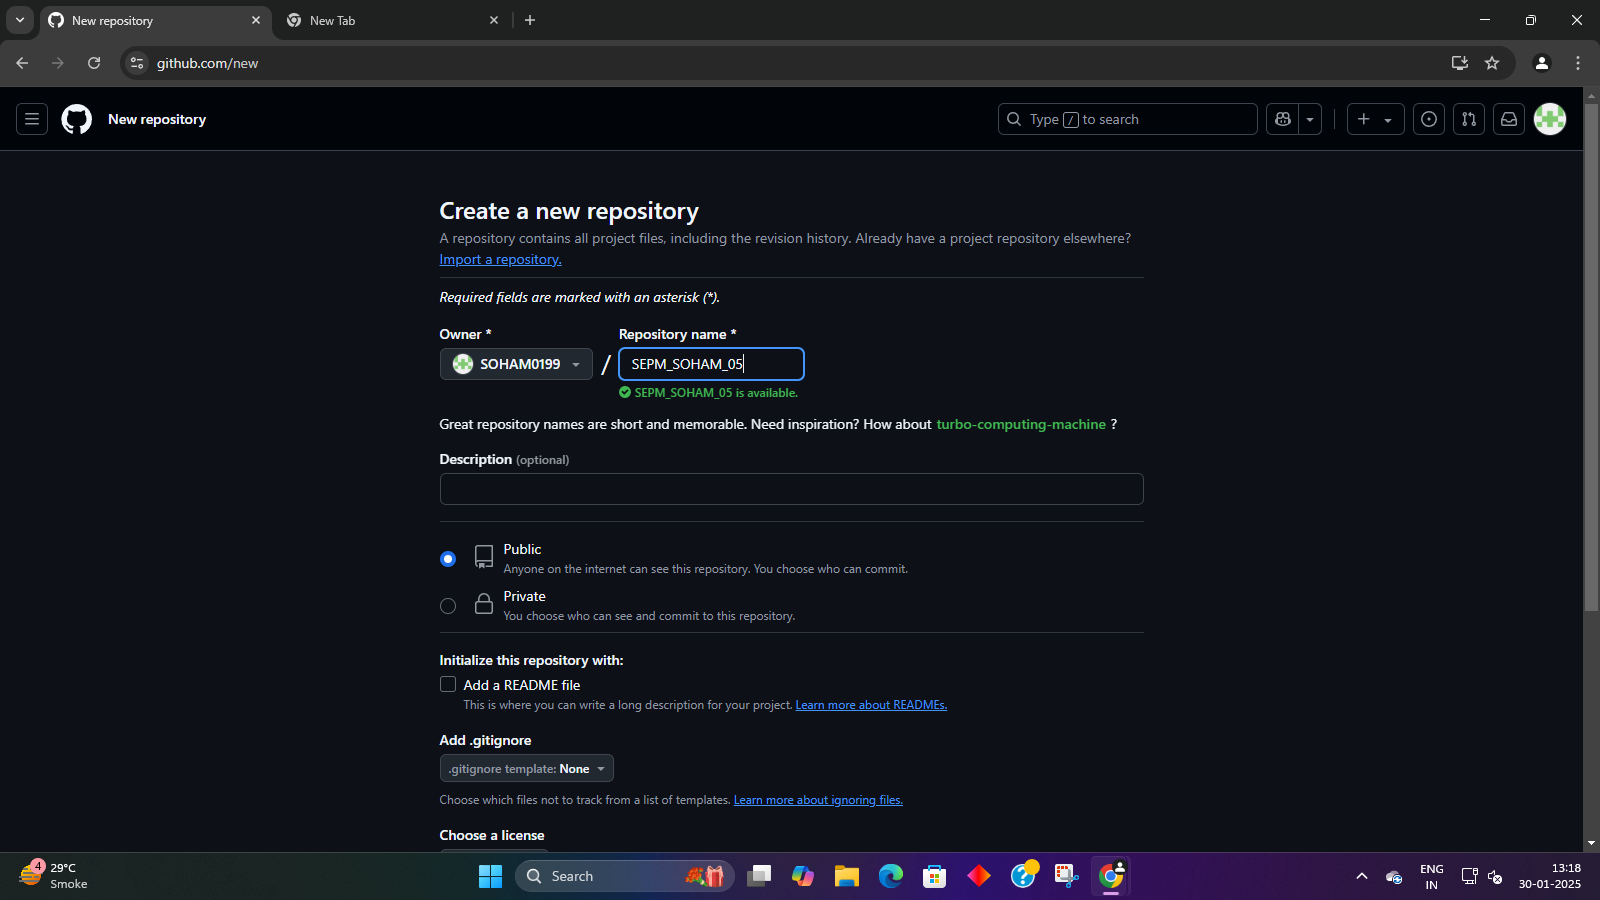 New repository
New Tab
github.com/new
New repository
Type / to search
Create a new repository
A repository contains all project files, including the revision history. Already have a project repository elsewhere?
Import a repository.
Required fields are marked with an asterisk (*).
Owner * Repository name *
SOHAM0199 / SEPM_SOHAM_05
SEPM_SOHAM_05 is available.
Great repository names are short and memorable. Need inspiration? How about turbo-computing-machine ?
Description (optional)
Public
Anyone on the internet can see this repository. You choose who can commit.
Private
You choose who can see and commit to this repository.
Initialize this repository with:
Add a README file
This is where you can write a long description for your project. Learn more about READMEs.
Add .gitignore
.gitignore template: None
Choose which files not to track from a list of templates. Learn more about ignoring files.
Choose a license
4
29°C
Smoke
Search
ENG
IN
13:18
30-01-2025